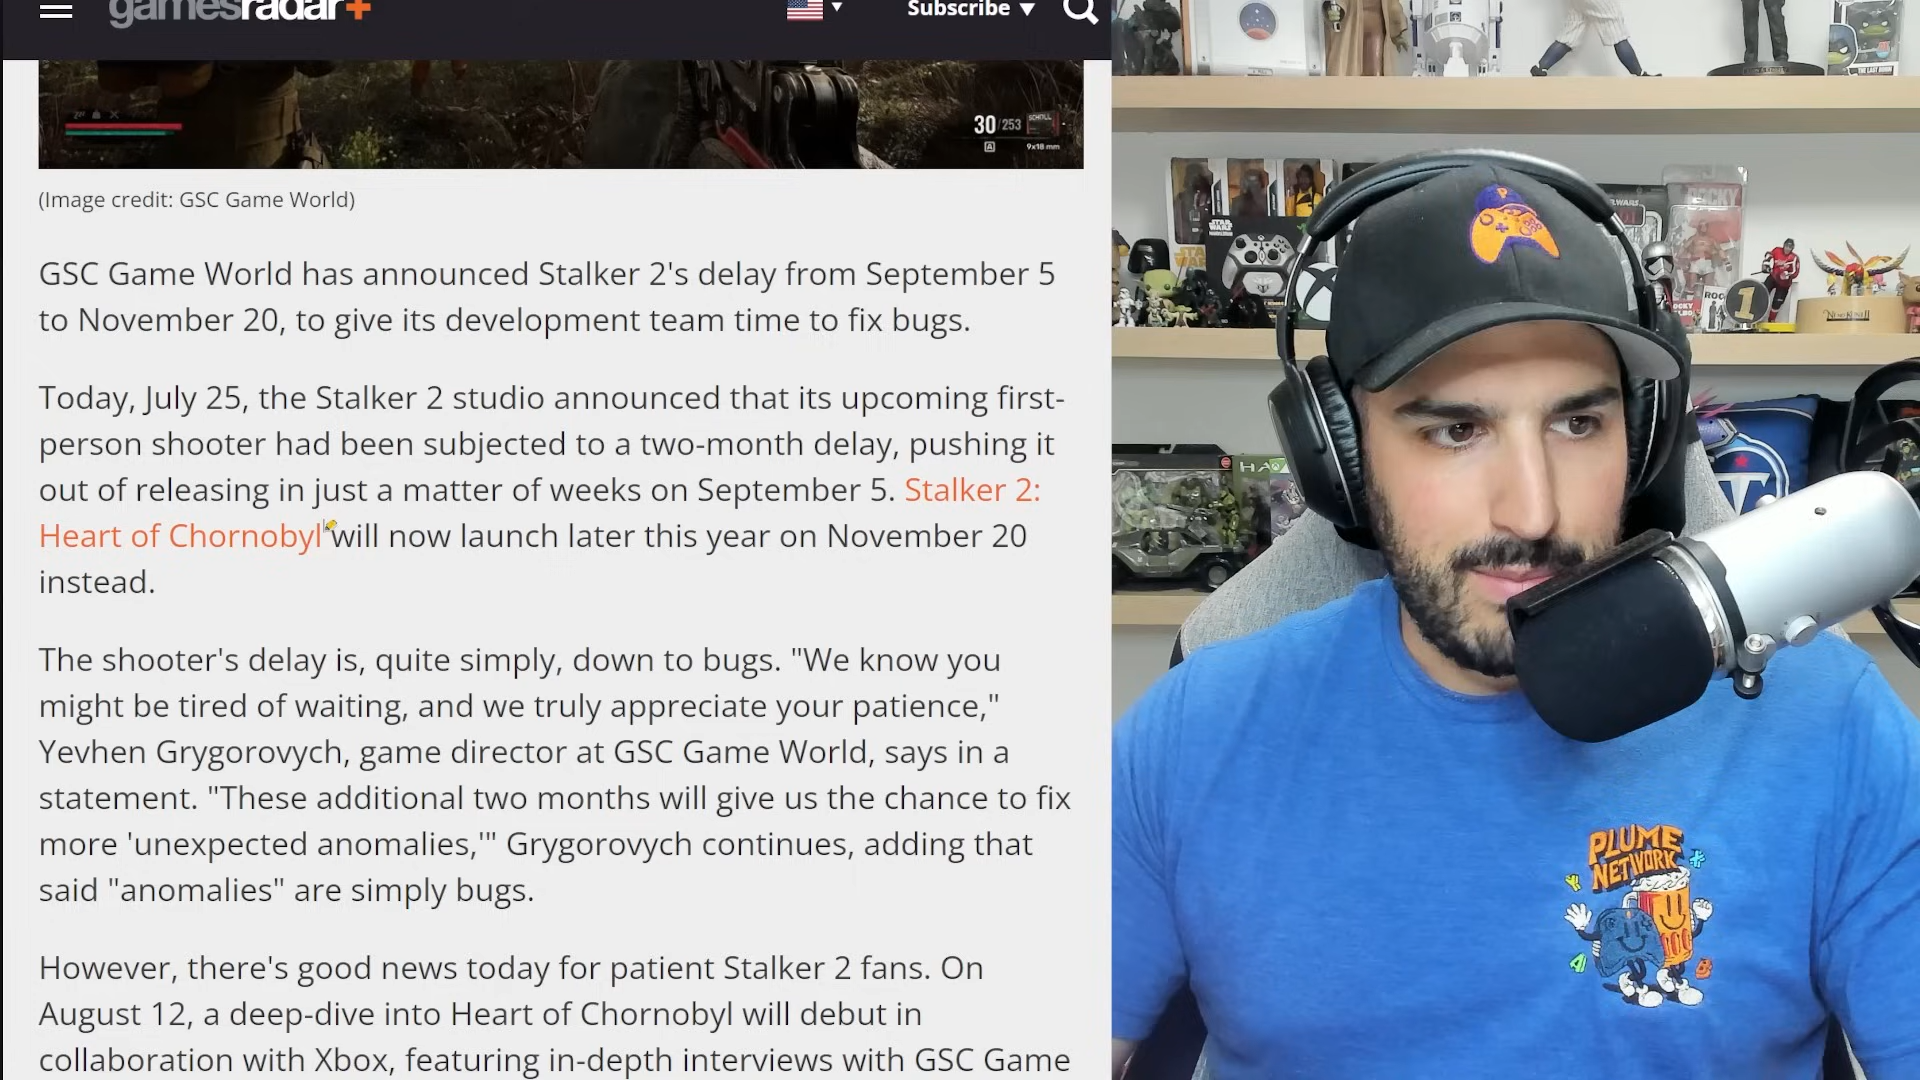 gamesradar+
Subscribe
30/253
9x18 mm
(Image credit: GSC Game World)
GSC Game World has announced Stalker 2's delay from September 5
to November 20, to give its development team time to fix bugs.
Today, July 25, the Stalker 2 studio announced that its upcoming first-
person shooter had been subjected to a two-month delay, pushing it
out of releasing in just a matter of weeks on September 5. Stalker 2:
Heart of Chornobyl will now launch later this year on November 20
instead.
The shooter's delay is, quite simply, down to bugs. "We know you
might be tired of waiting, and we truly appreciate your patience,"
Yevhen Grygorovych, game director at GSC Game World, says in a
statement. "These additional two months will give us the chance to fix
more 'unexpected anomalies,'" Grygorovych continues, adding that
said "anomalies" are simply bugs.
However, there's good news today for patient Stalker 2 fans. On
August 12, a deep-dive into Heart of Chornobyl will debut in
collaboration with Xbox, featuring in-depth interviews with GSC Game
STAR
WARS
ROCKY
1
HA
T
P
PLUME
NETWORK
Y
X
A
B